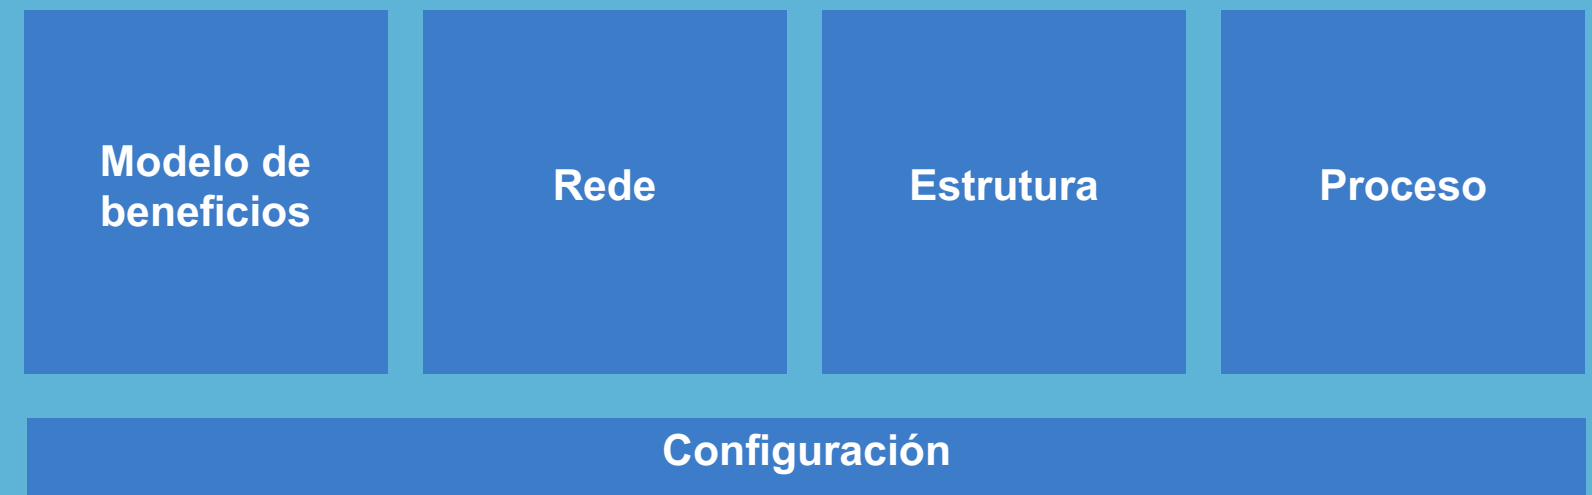 Modelo de
beneficios
Rede
Estrutura
Proceso
Configuración